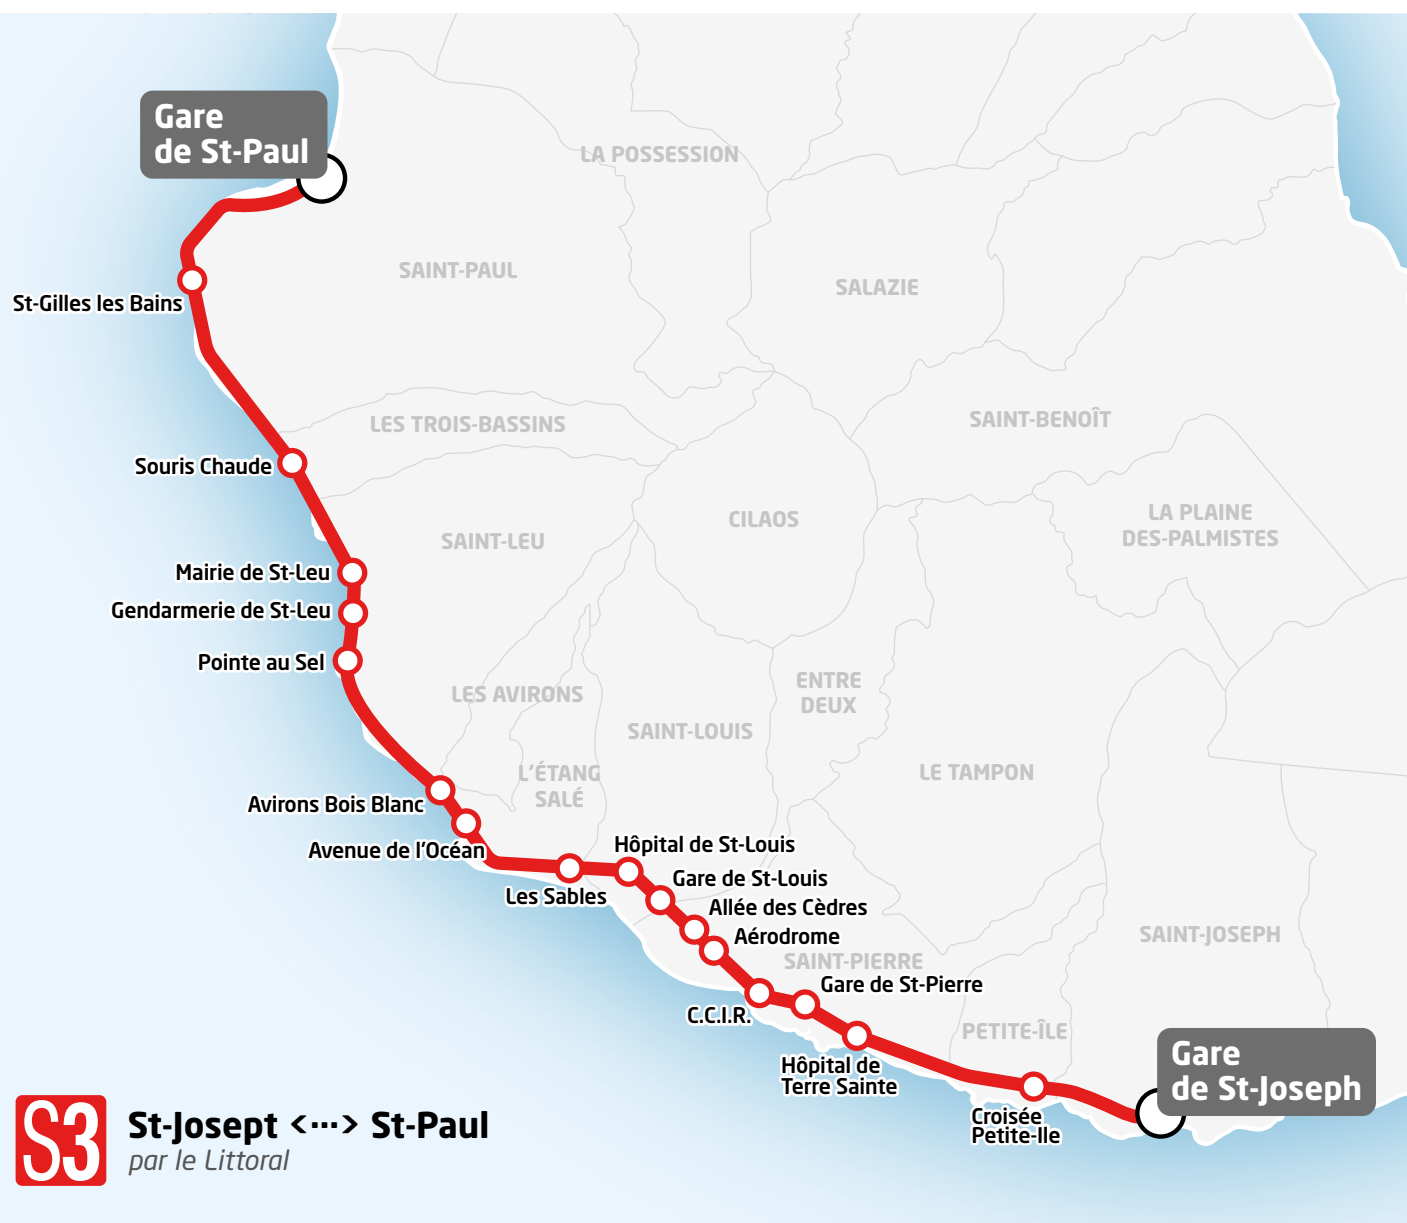 Gare
de St-Paul
LA POSSESSION
SAINT-PAUL
SALAZIE
St-Gilles les Bains
LES TROIS-BASSINS
SAINT-BENOÎT
Souris Chaude
CILAOS
LA PLAINE
DES-PALMISTES
SAINT-LEU
Mairie de St-Leu
Gendarmerie de St-Leu
Pointe au Sel
LES AVIRONS
ENTRE
DEUX
SAINT-LOUIS
L'ÉTANG
SALÉ
LE TAMPON
Avirons Bois Blanc
Avenue de l'Océan
Hôpital de St-Louis
Les Sables
Gare de St-Louis
Allée des Cèdres
Aérodrome
SAINT-JOSEPH
SAINT-PIERRE
Gare de St-Pierre
C.C.I.R.
PETITE-ÎLE
Hôpital de
Terre Sainte
Gare
de St-Joseph
Croisée
Petite-Ile
S3
St-Josept <···> St-Paul
par le Littoral